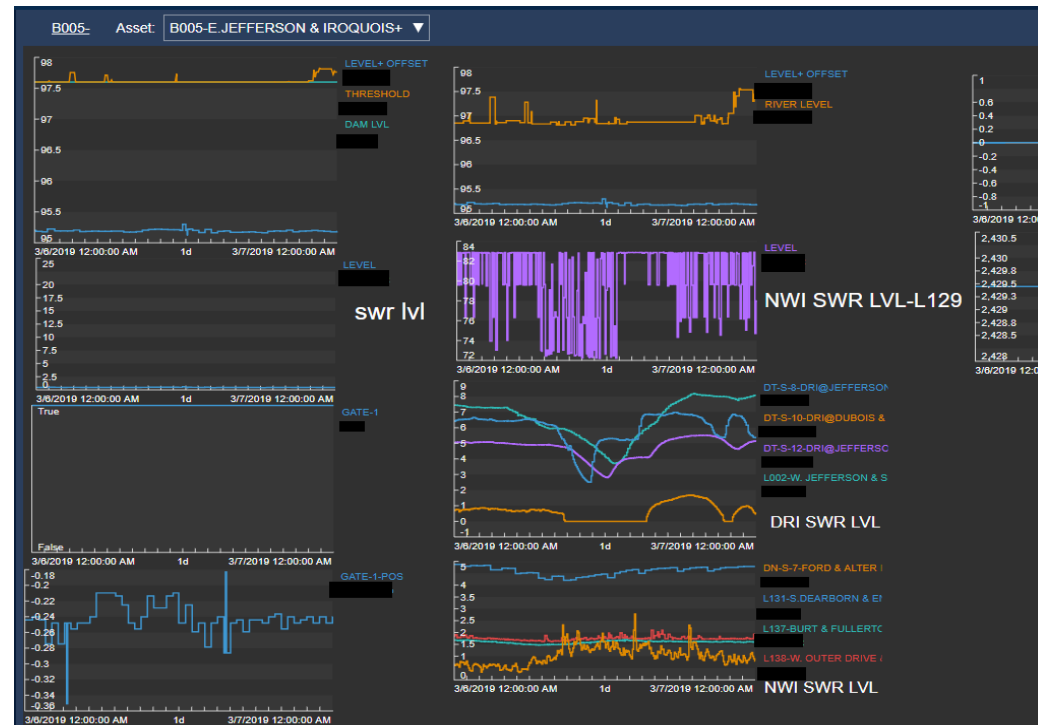 B005- Asset: B005-E.JEFFERSON & IROQUOIS+ ▼
98
97.5
97
96.5
96
95.5
95
3/6/2019 12:00:00 AM 1d 3/7/2019 12:00:00 AM
LEVEL+ OFFSET
THRESHOLD
DAM LVL
25
20
17.5
15
12.5
10
7.5
5
2.5
0
3/6/2019 12:00:00 AM 1d 3/7/2019 12:00:00 AM
LEVEL
swr lvl
True
False
3/6/2019 12:00:00 AM 1d 3/7/2019 12:00:00 AM
GATE-1
-0.18
-0.2
-0.22
-0.24
-0.26
-0.28
-0.3
-0.32
-0.34
-0.36
3/6/2019 12:00:00 AM 1d 3/7/2019 12:00:00 AM
GATE-1-POS
98
97.5
97
96.5
96
95.5
95
3/6/2019 12:00:00 AM 1d 3/7/2019 12:00:00 AM
LEVEL+ OFFSET
RIVER LEVEL
84
82
80
78
76
74
72
3/6/2019 12:00:00 AM 1d 3/7/2019 12:00:00 AM
LEVEL
NWI SWR LVL-L129
9
8
7
6
5
4
3
2
1
0
-1
3/6/2019 12:00:00 AM 1d 3/7/2019 12:00:00 AM
DT-S-8-DRI@JEFFERSON
DT-S-10-DRI@DUBOIS &
DT-S-12-DRI@JEFFERSC
L002-W. JEFFERSON & S
DRI SWR LVL
5
4
3.5
3
2.5
2
1.5
1
0
3/6/2019 12:00:00 AM 1d 3/7/2019 12:00:00 AM
DN-S-7-FORD & ALTER
L131-S.DEARBORN & E
L137-BURT & FULLERTC
L138-W. OUTER DRIVE
NWI SWR LVL
1
0.6
0.4
0.2
0
-0.2
-0.4
-0.6
-0.8
-1
3/6/2019 12:00
2,430.5
2,430
2,429.8
2,429.5
2,429.3
2,429
2,428.8
2,428.5
2,428
3/6/2019 12:0